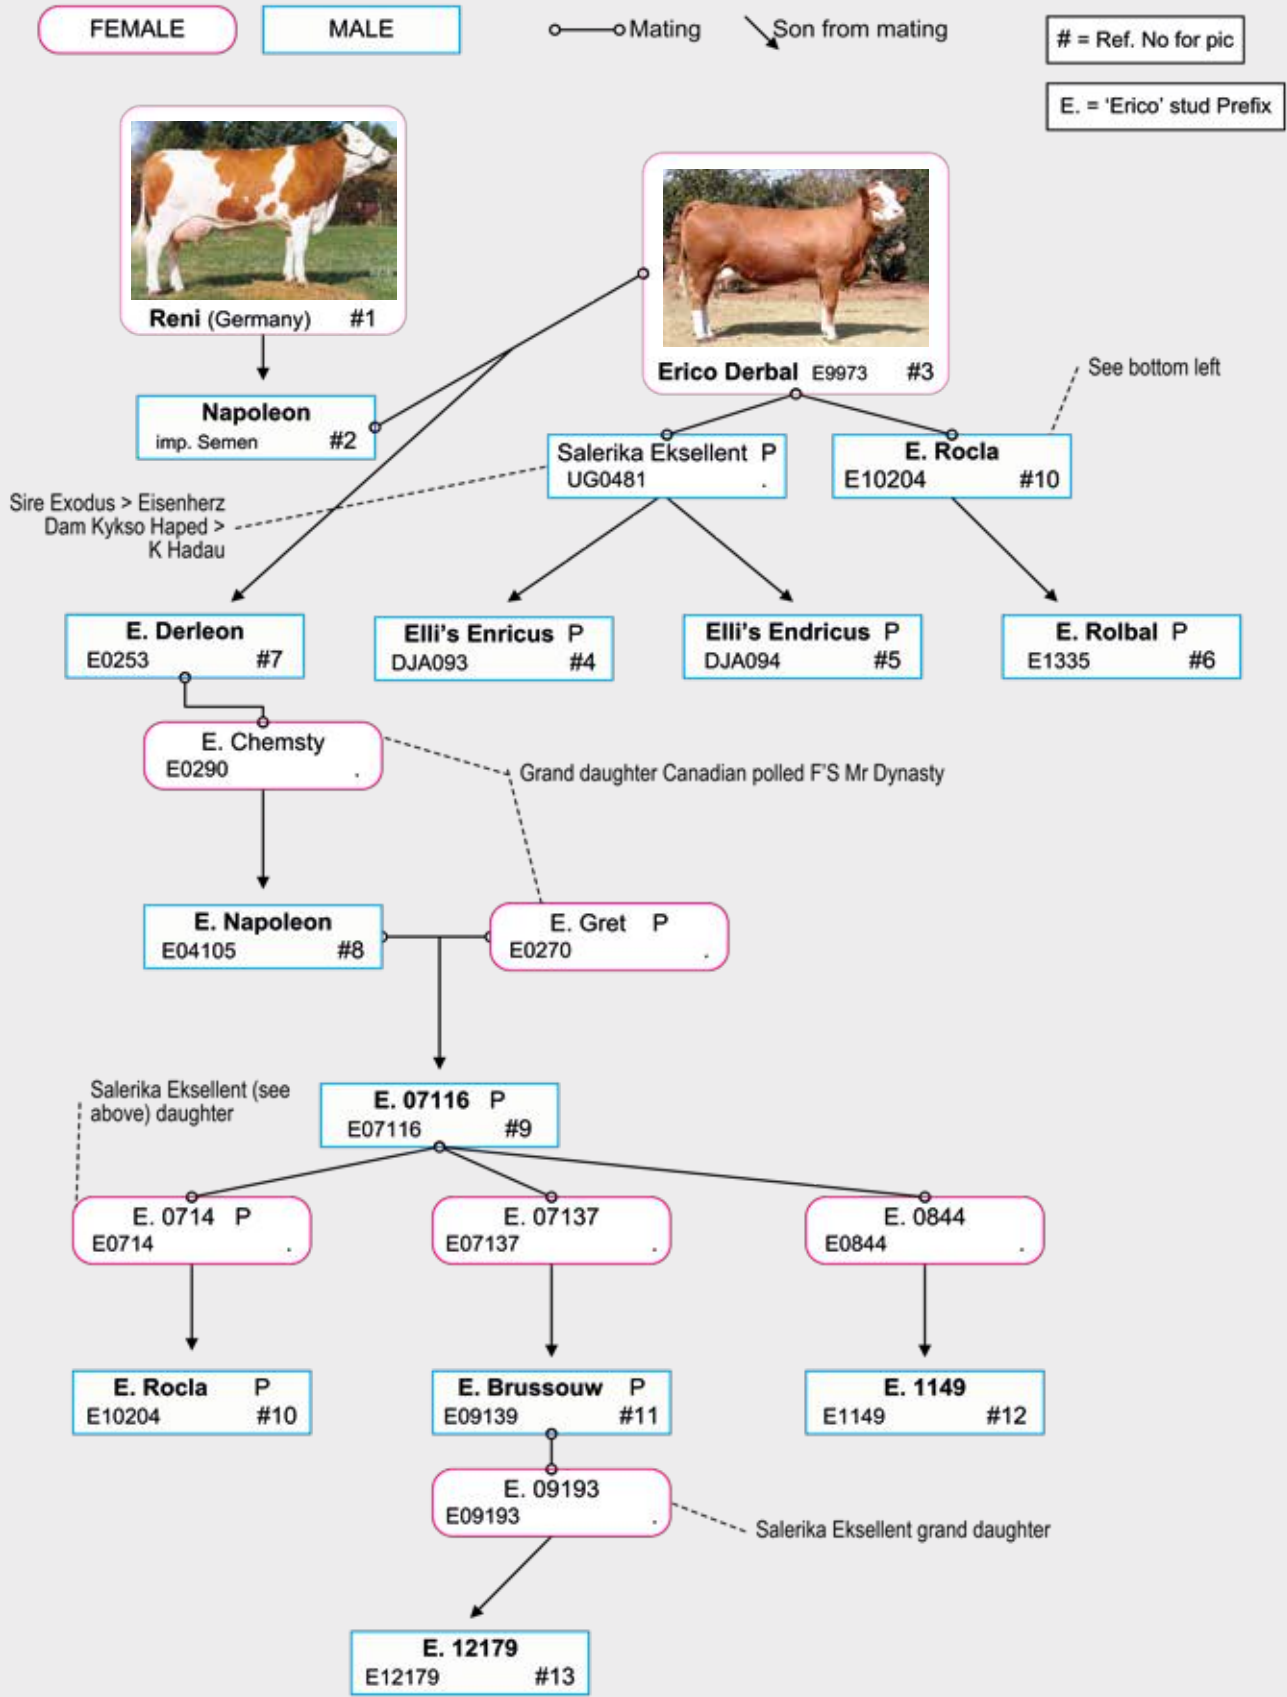 FEMALE
MALE
Mating
Son from mating
# = Ref. No for pic
E. = 'Erico' stud Prefix
Reni (Germany) #1
Erico Derbal E9973 #3
See bottom left
Napoleon
imp. Semen #2
Salerika Eksellent P
UG0481 .
E. Rocla
E10204 #10
Sire Exodus > Eisenherz
Dam Kykso Haped >
K Hadau
E. Derleon
E0253 #7
Elli's Enricus P
DJA093 #4
Elli's Endricus P
DJA094 #5
E. Rolbal P
E1335 #6
E. Chemsty
E0290 .
Grand daughter Canadian polled F'S Mr Dynasty
E. Napoleon
E04105 #8
E. Gret P
E0270 .
Salerika Eksellent (see
above) daughter
E. 07116 P
E07116 #9
E. 0714 P
E0714 .
E. 07137
E07137 .
E. 0844
E0844 .
E. Rocla P
E10204 #10
E. Brussouw P
E09139 #11
E. 1149
E1149 #12
E. 09193
E09193 .
Salerika Eksellent grand daughter
E. 12179
E12179 #13